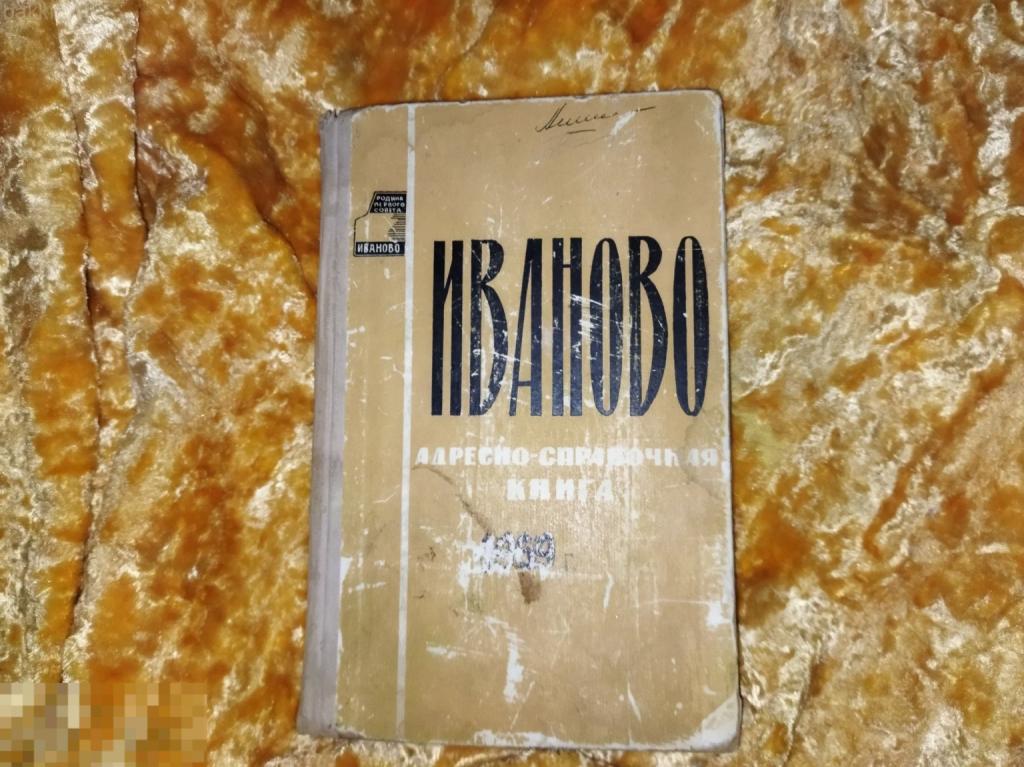 РОДИНА
ПЕРВОГО
СОВЕТА
ИВАНОВО
ИВАНОВО
АДРЕСНО-СПРАВОЧНАЯ
КНИГА